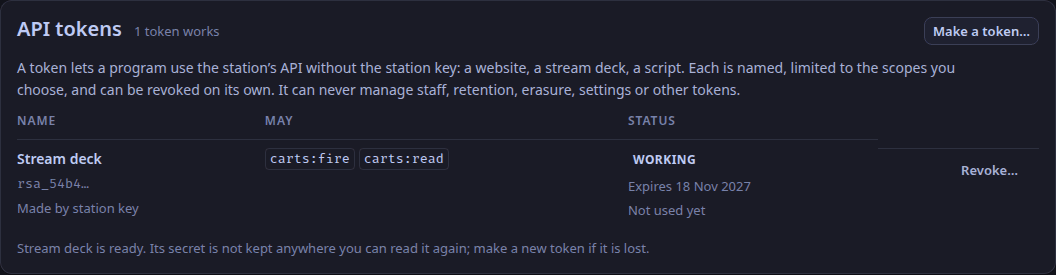 API tokens 1 token works Make a token...
A token lets a program use the station's API without the station key: a website, a stream deck, a script. Each is named, limited to the scopes you
choose, and can be revoked on its own. It can never manage staff, retention, erasure, settings or other tokens.
NAME MAY STATUS
Stream deck carts:fire carts:read WORKING
Revoke...
rsa_54b4… Expires 18 Nov 2027
Made by station key Not used yet
Stream deck is ready. Its secret is not kept anywhere you can read it again; make a new token if it is lost.